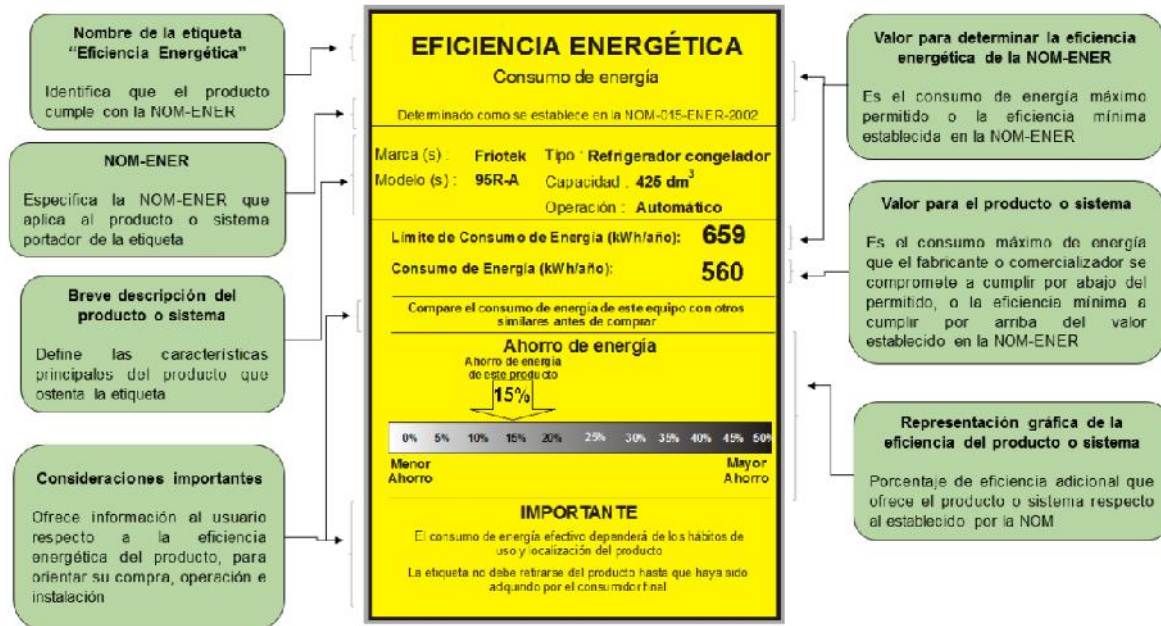 Nombre de la etiqueta
“Eficiencia Energética”
Identifica que el producto
cumple con la NOM-ENER
NOM-ENER
Especifica la NOM-ENER que
aplica al producto o sistema
portador de la etiqueta
Breve descripción del
producto o sistema
Define las características
principales del producto que
ostenta la etiqueta
Consideraciones importantes
Ofrece información al usuario
respecto a la eficiencia
energética del producto, para
orientar su compra, operación e
instalación
EFICIENCIA ENERGÉTICA
Consumo de energía
Determinado como se establece en la NOM-015-ENER-2002
Marca (s) : Friotek Tipo : Refrigerador congelador
Modelo (s) : 95R-A Capacidad : 425 dm³
Operación : Automático
Límite de Consumo de Energía (kWh/año): 659
Consumo de Energía (kWh/año): 560
Compare el consumo de energía de este equipo con otros
similares antes de comprar
Ahorro de energía
Ahorro de energía
de este producto
15%
0% 5% 10% 15% 20% 25% 30% 35% 40% 45% 50%
Menor Mayor
Ahorro Ahorro
IMPORTANTE
El consumo de energía efectivo dependerá de los hábitos de
uso y localización del producto
La etiqueta no debe retirarse del producto hasta que haya sido
adquirido por el consumidor final
Valor para determinar la eficiencia
energética de la NOM-ENER
Es el consumo de energía máximo
permitido o la eficiencia mínima
establecida en la NOM-ENER
Valor para el producto o sistema
Es el consumo máximo de energía
que el fabricante o comercializador se
compromete a cumplir por abajo del
permitido, o la eficiencia mínima a
cumplir por arriba del valor
establecido en la NOM-ENER
Representación gráfica de la
eficiencia del producto o sistema
Porcentaje de eficiencia adicional que
ofrece el producto o sistema respecto
al establecido por la NOM